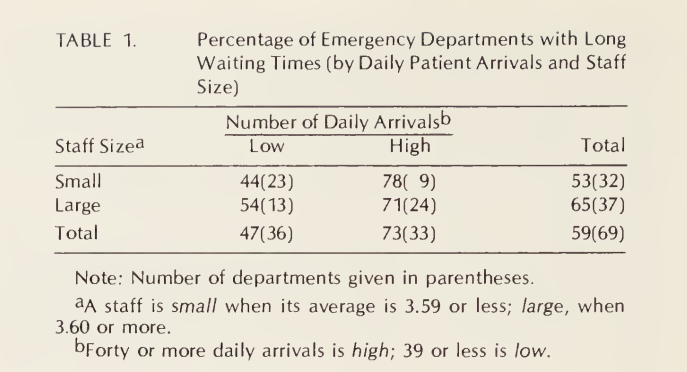 TABLE 1. Percentage of Emergency Departments with Long
Waiting Times (by Daily Patient Arrivals and Staff
Size)
Number of Daily Arrivalsb
Staff Sizea Low High Total
Small 44(23) 78( 9) 53(32)
Large 54(13) 71(24) 65(37)
Total 47(36) 73(33) 59(69)
Note: Number of departments given in parentheses.
aA staff is small when its average is 3.59 or less; large, when
3.60 or more.
bForty or more daily arrivals is high; 39 or less is low.